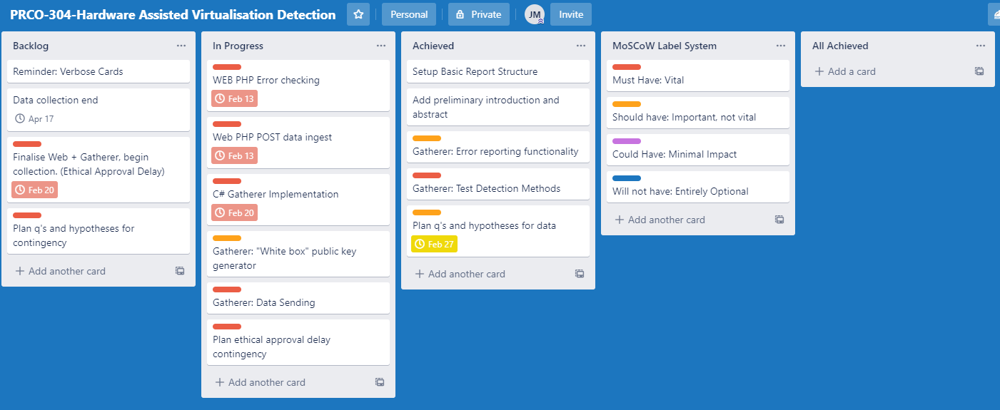 PRCO-304-Hardware Assisted Virtualisation Detection
Personal
Private
JM
Invite
Backlog
Reminder: Verbose Cards
Data collection end
Apr 17
Finalise Web + Gatherer, begin
collection. (Ethical Approval Delay)
Feb 20
Plan q's and hypotheses for
contingency
+ Add another card
In Progress
WEB PHP Error checking
Feb 13
Web PHP POST data ingest
Feb 13
C# Gatherer Implementation
Feb 20
Gatherer: "White box" public key
generator
Gatherer: Data Sending
Plan ethical approval delay
contingency
+ Add another card
Achieved
Setup Basic Report Structure
Add preliminary introduction and
abstract
Gatherer: Error reporting functionality
Gatherer: Test Detection Methods
Plan q's and hypotheses for data
Feb 27
+ Add another card
MoSCoW Label System
Must Have: Vital
Should have: Important, not vital
Could Have: Minimal Impact
Will not have: Entirely Optional
+ Add another card
All Achieved
+ Add a card